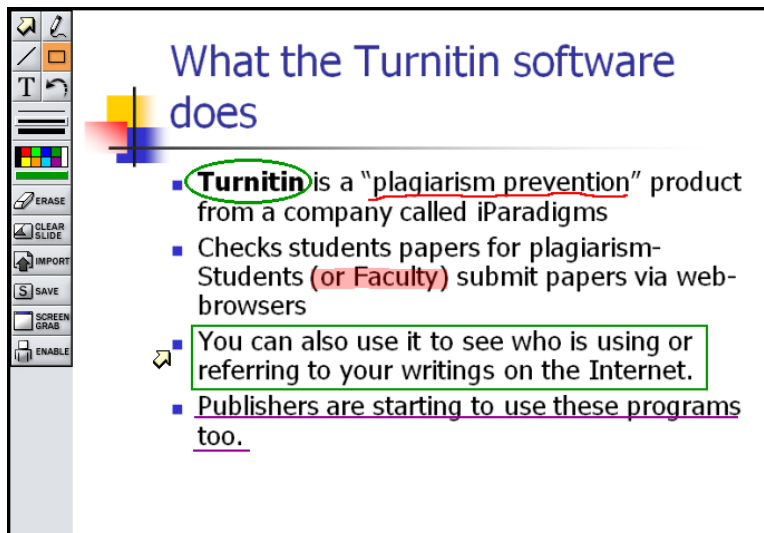 What the Turnitin software
does
Turnitin is a “plagiarism prevention” product
from a company called iParadigms
Checks students papers for plagiarism-
Students (or Faculty) submit papers via web-
browsers
You can also use it to see who is using or
referring to your writings on the Internet.
Publishers are starting to use these programs
too.
T
ERASE
CLEAR
SLIDE
IMPORT
S SAVE
SCREEN
GRAB
ENABLE